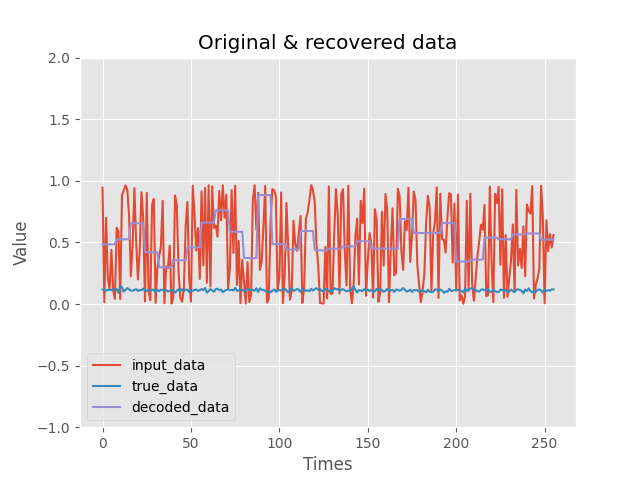 Original & recovered data
2.0
1.5
1.0
0.5
0.0
−0.5
−1.0
Value
input_data
true_data
decoded_data
0 50 100 150 200 250
Times